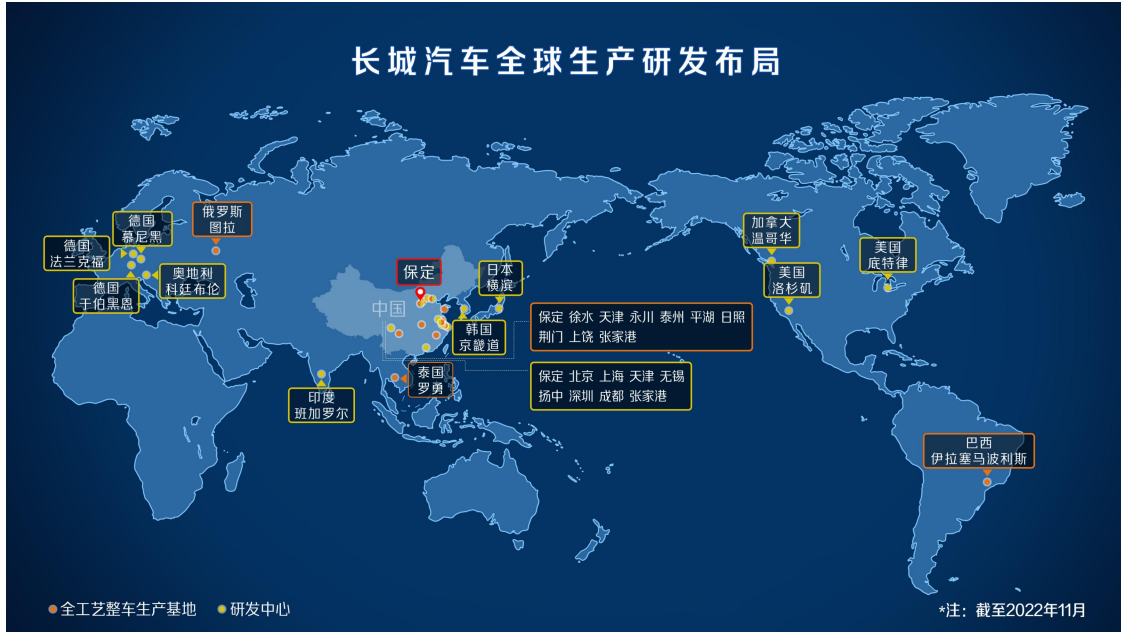 长城汽车全球生产研发布局
俄罗斯
图拉
德国
慕尼黑
德国
法兰克福
奥地利
科廷布伦
德国
于伯黑恩
保定
中国
日本
横滨
韩国
京畿道
泰国
罗勇
印度
班加罗尔
加拿大
温哥华
美国
底特律
美国
洛杉矶
保定 徐水 天津 永川 泰州 平湖 日照
荆门 上饶 张家港
保定 北京 上海 天津 无锡
扬中 深圳 成都 张家港
巴西
伊拉塞马波利斯
全工艺整车生产基地 研发中心
*注：截至2022年11月